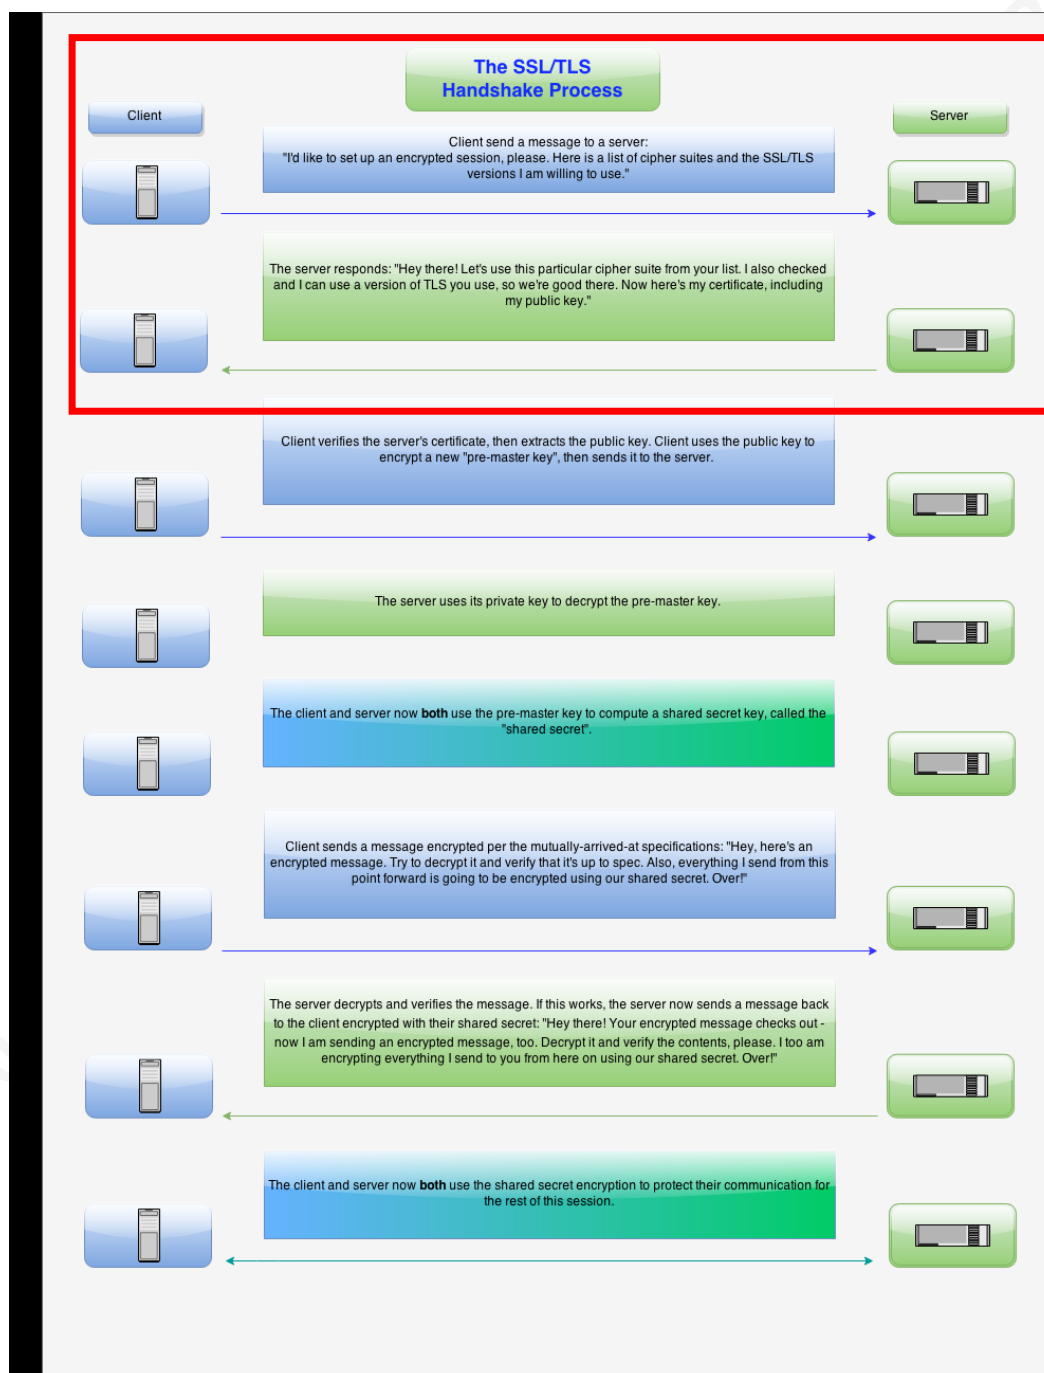 The SSL/TLS
Handshake Process
Client
Server
Client send a message to a server:
"I'd like to set up an encrypted session, please. Here is a list of cipher suites and the SSL/TLS
versions I am willing to use."
The server responds: "Hey there! Let's use this particular cipher suite from your list. I also checked
and I can use a version of TLS you use, so we're good there. Now here's my certificate, including
my public key."
Client verifies the server's certificate, then extracts the public key. Client uses the public key to
encrypt a new "pre-master key", then sends it to the server.
The server uses its private key to decrypt the pre-master key.
The client and server now both use the pre-master key to compute a shared secret key, called the
"shared secret".
Client sends a message encrypted per the mutually-arrived-at specifications: "Hey, here's an
encrypted message. Try to decrypt it and verify that it's up to spec. Also, everything I send from this
point forward is going to be encrypted using our shared secret. Over!"
The server decrypts and verifies the message. If this works, the server now sends a message back
to the client encrypted with their shared secret: "Hey there! Your encrypted message checks out -
now I am sending an encrypted message, too. Decrypt it and verify the contents, please. I too am
encrypting everything I send to you from here on using our shared secret. Over!"
The client and server now both use the shared secret encryption to protect their communication for
the rest of this session.